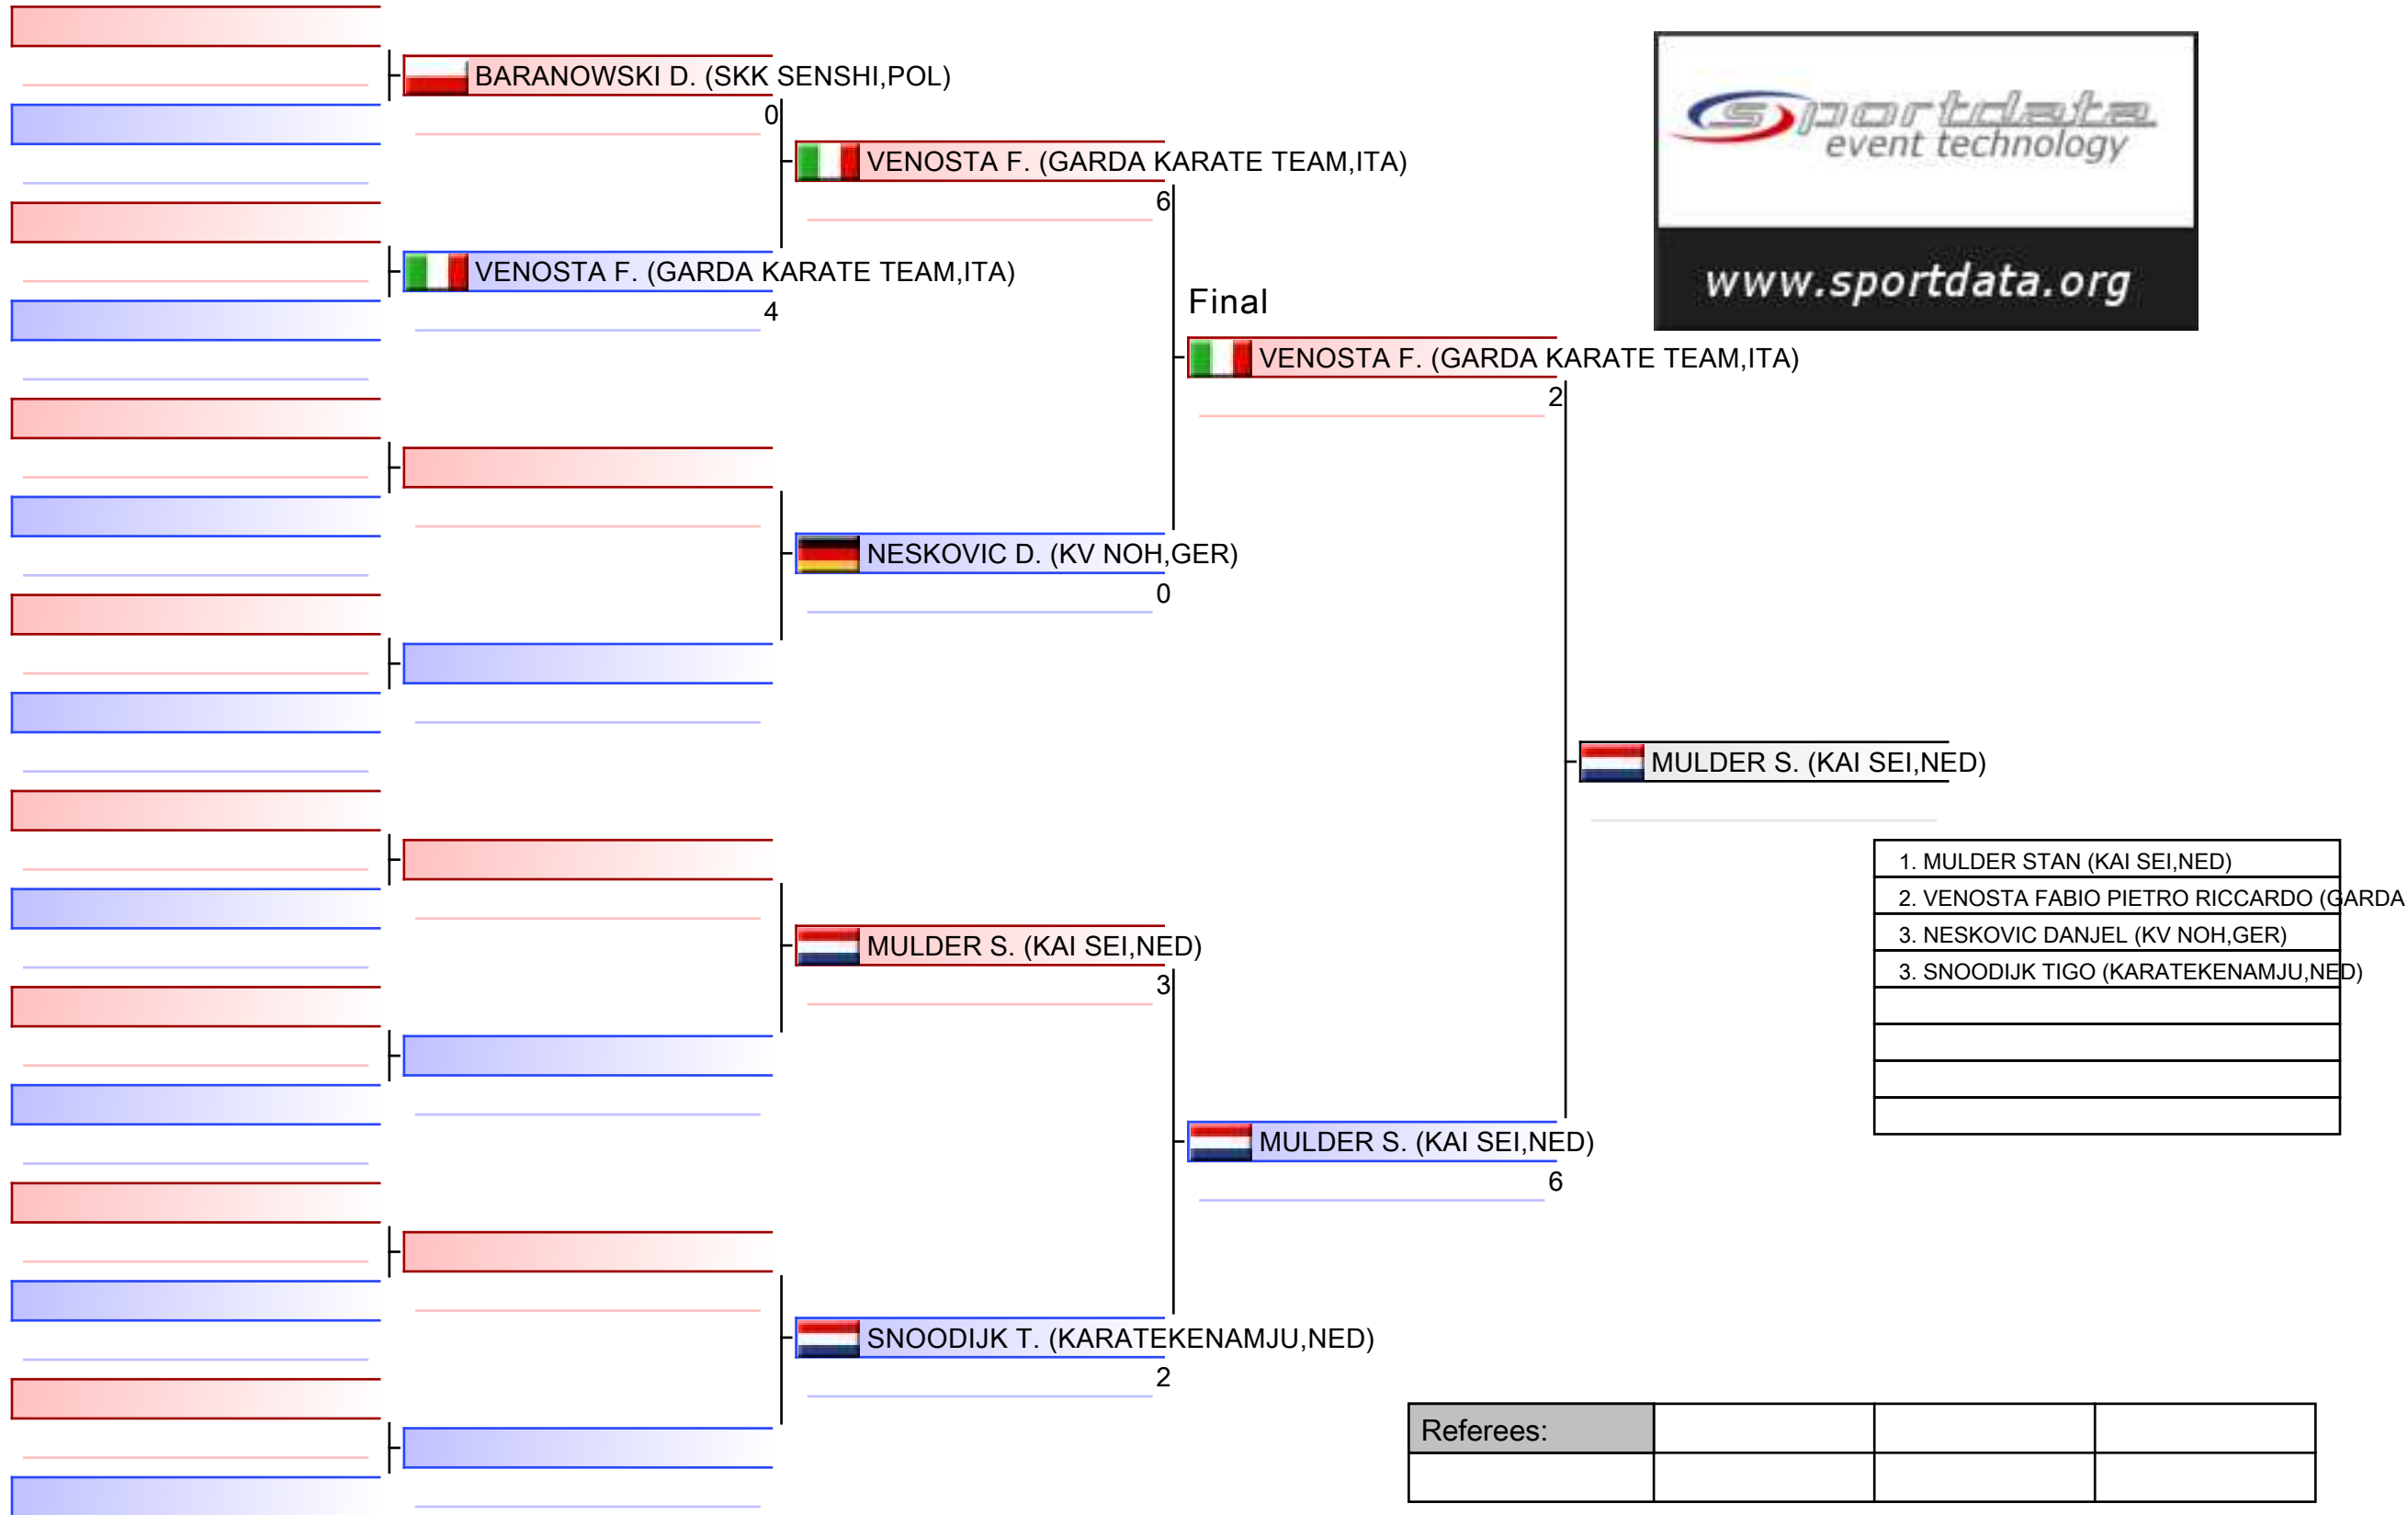 BARANOWSKI D. (SKK SENSHI,POL)
0
VENOSTA F. (GARDA KARATE TEAM,ITA)
6
VENOSTA F. (GARDA KARATE TEAM,ITA)
4
Final
VENOSTA F. (GARDA KARATE TEAM,ITA)
2
NESKOVIC D. (KV NOH,GER)
0
MULDER S. (KAI SEI,NED)
MULDER S. (KAI SEI,NED)
3
MULDER S. (KAI SEI,NED)
6
SNOODIJK T. (KARATEKENAMJU,NED)
2
sportdata
event technology
www.sportdata.org
1. MULDER STAN (KAI SEI,NED)
2. VENOSTA FABIO PIETRO RICCARDO (GARDA
3. NESKOVIC DANJEL (KV NOH,GER)
3. SNOODIJK TIGO (KARATEKENAMJU,NED)
Referees: